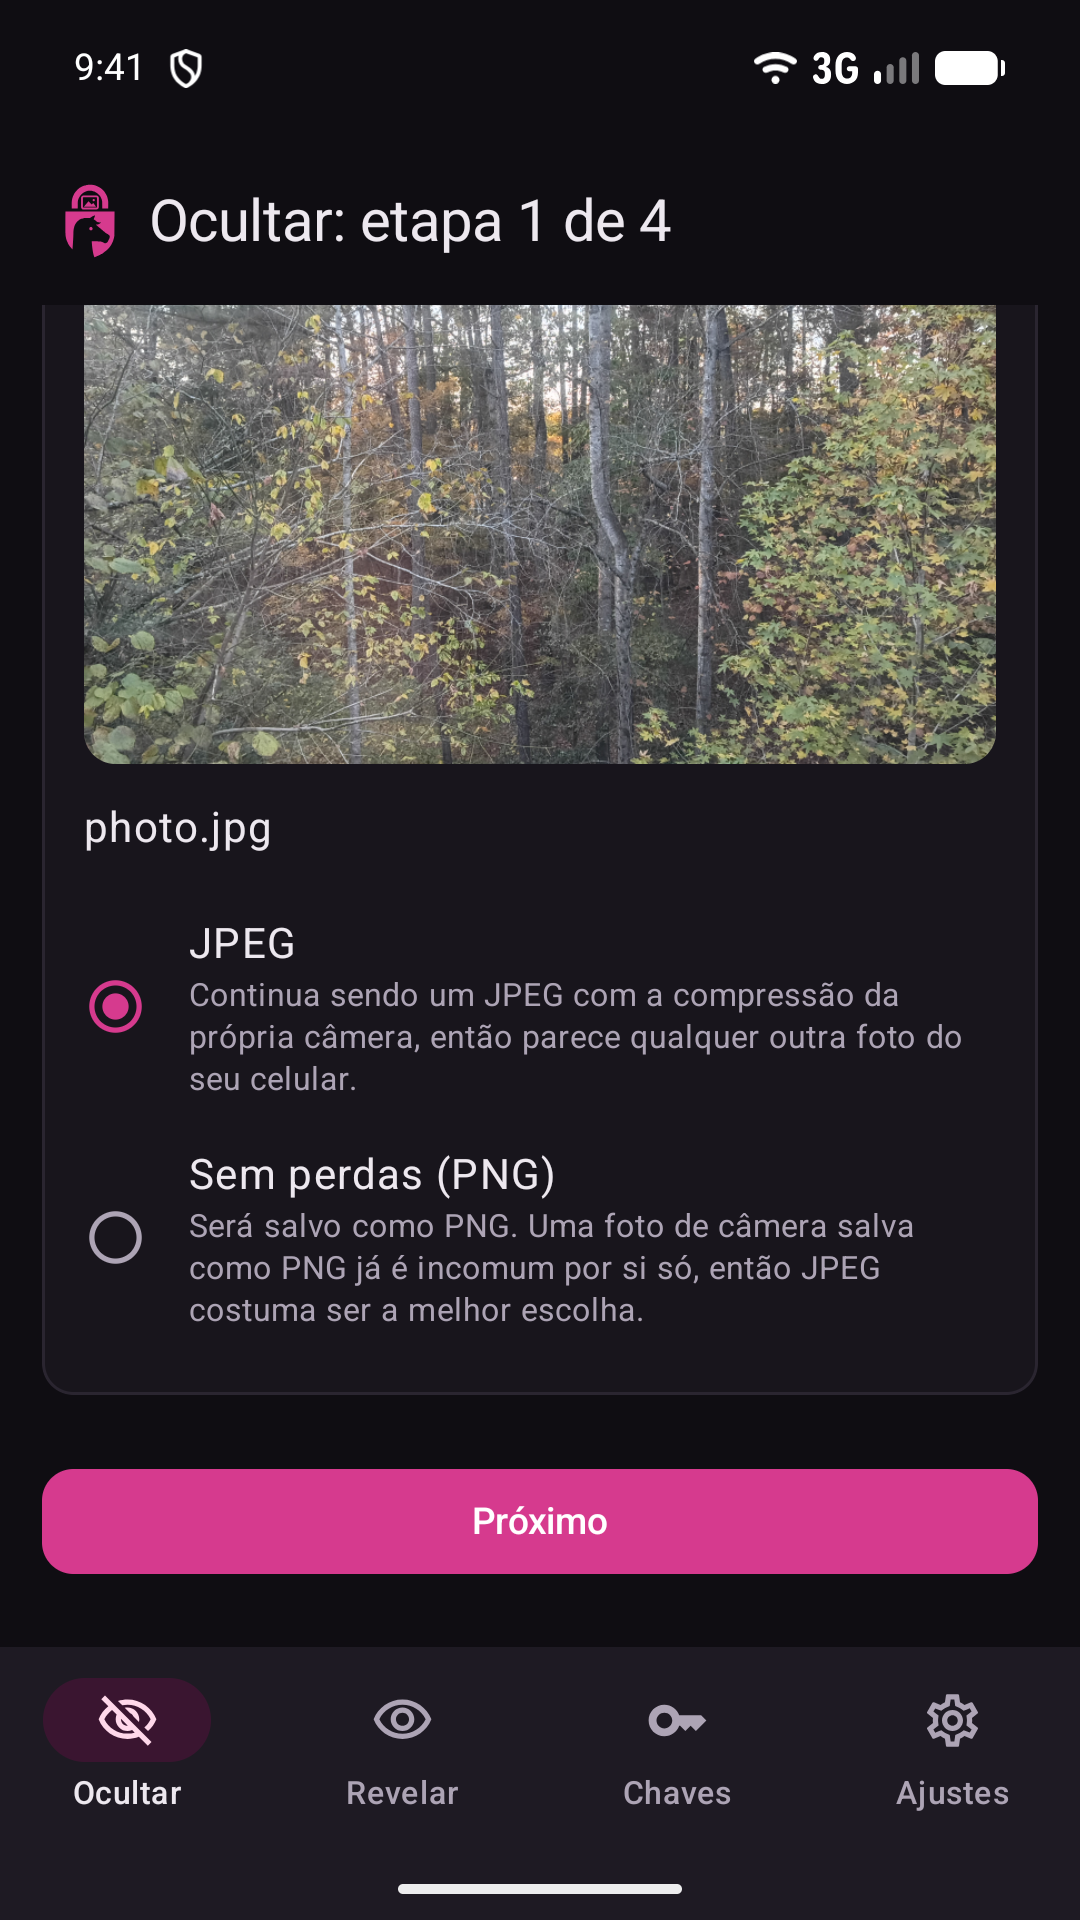 9:41
3G
Ocultar: etapa 1 de 4
photo.jpg
JPEG
Continua sendo um JPEG com a compressão da
própria câmera, então parece qualquer outra foto do
seu celular.
Sem perdas (PNG)
Será salvo como PNG. Uma foto de câmera salva
como PNG já é incomum por si só, então JPEG
costuma ser a melhor escolha.
Próximo
Ocultar
Revelar
Chaves
Ajustes